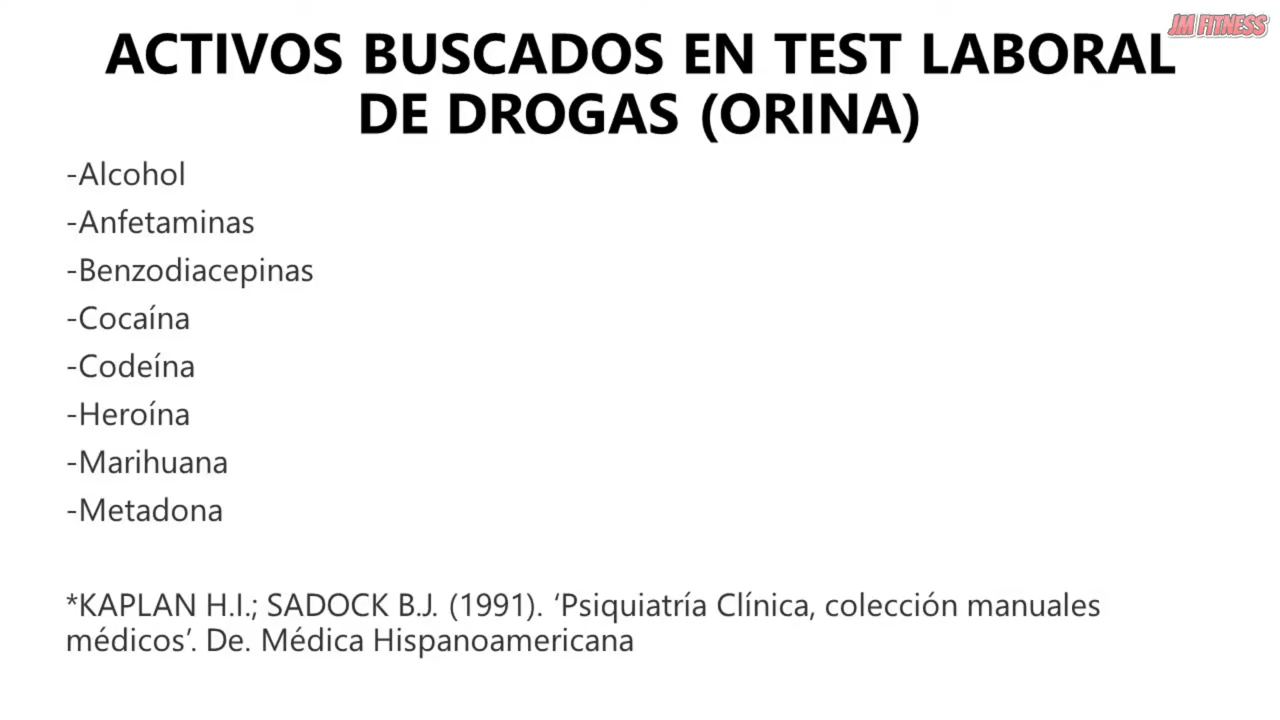 JM FITNESS
ACTIVOS BUSCADOS EN TEST LABORAL
DE DROGAS (ORINA)
-Alcohol
-Anfetaminas
-Benzodiacepinas
-Cocaína
-Codeína
-Heroína
-Marihuana
-Metadona
*KAPLAN H.I.; SADOCK B.J. (1991). ‘Psiquiatría Clínica, colección manuales
médicos’. De. Médica Hispanoamericana